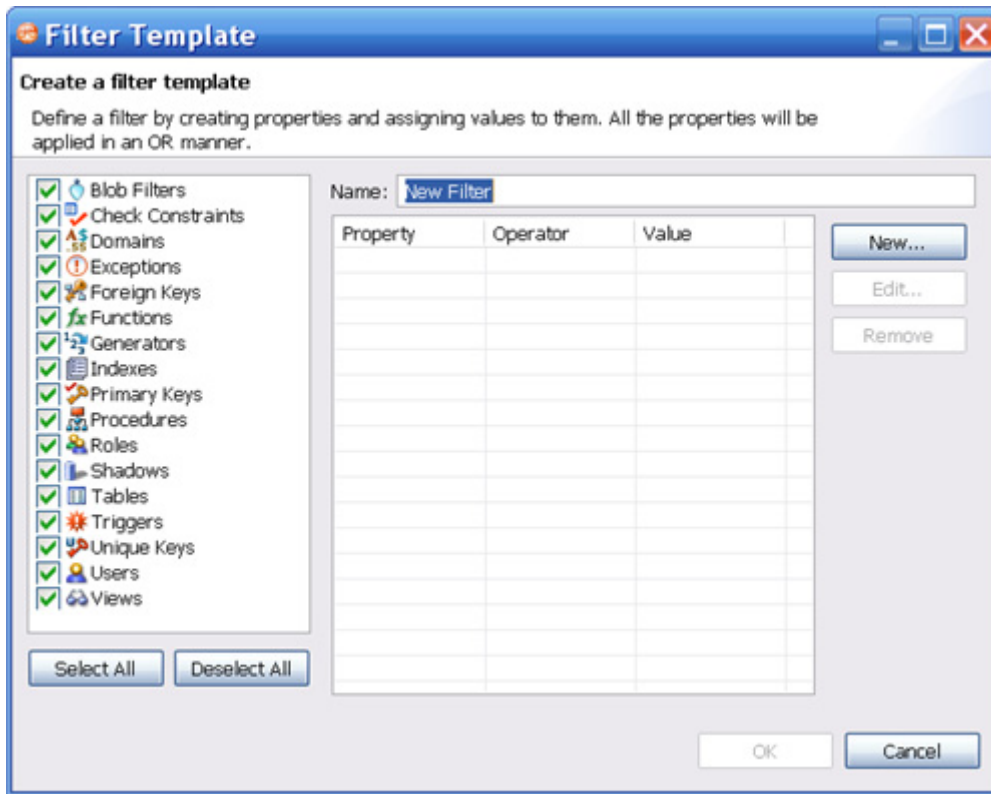 Filter Template
Create a filter template
Define a filter by creating properties and assigning values to them. All the properties will be
applied in an OR manner.
Blob Filters
Check Constraints
Domains
Exceptions
Foreign Keys
Functions
Generators
Indexes
Primary Keys
Procedures
Roles
Shadows
Tables
Triggers
Unique Keys
Users
Views
Select All Deselect All
Name: New Filter
Property Operator Value
New...
Edit...
Remove
OK Cancel